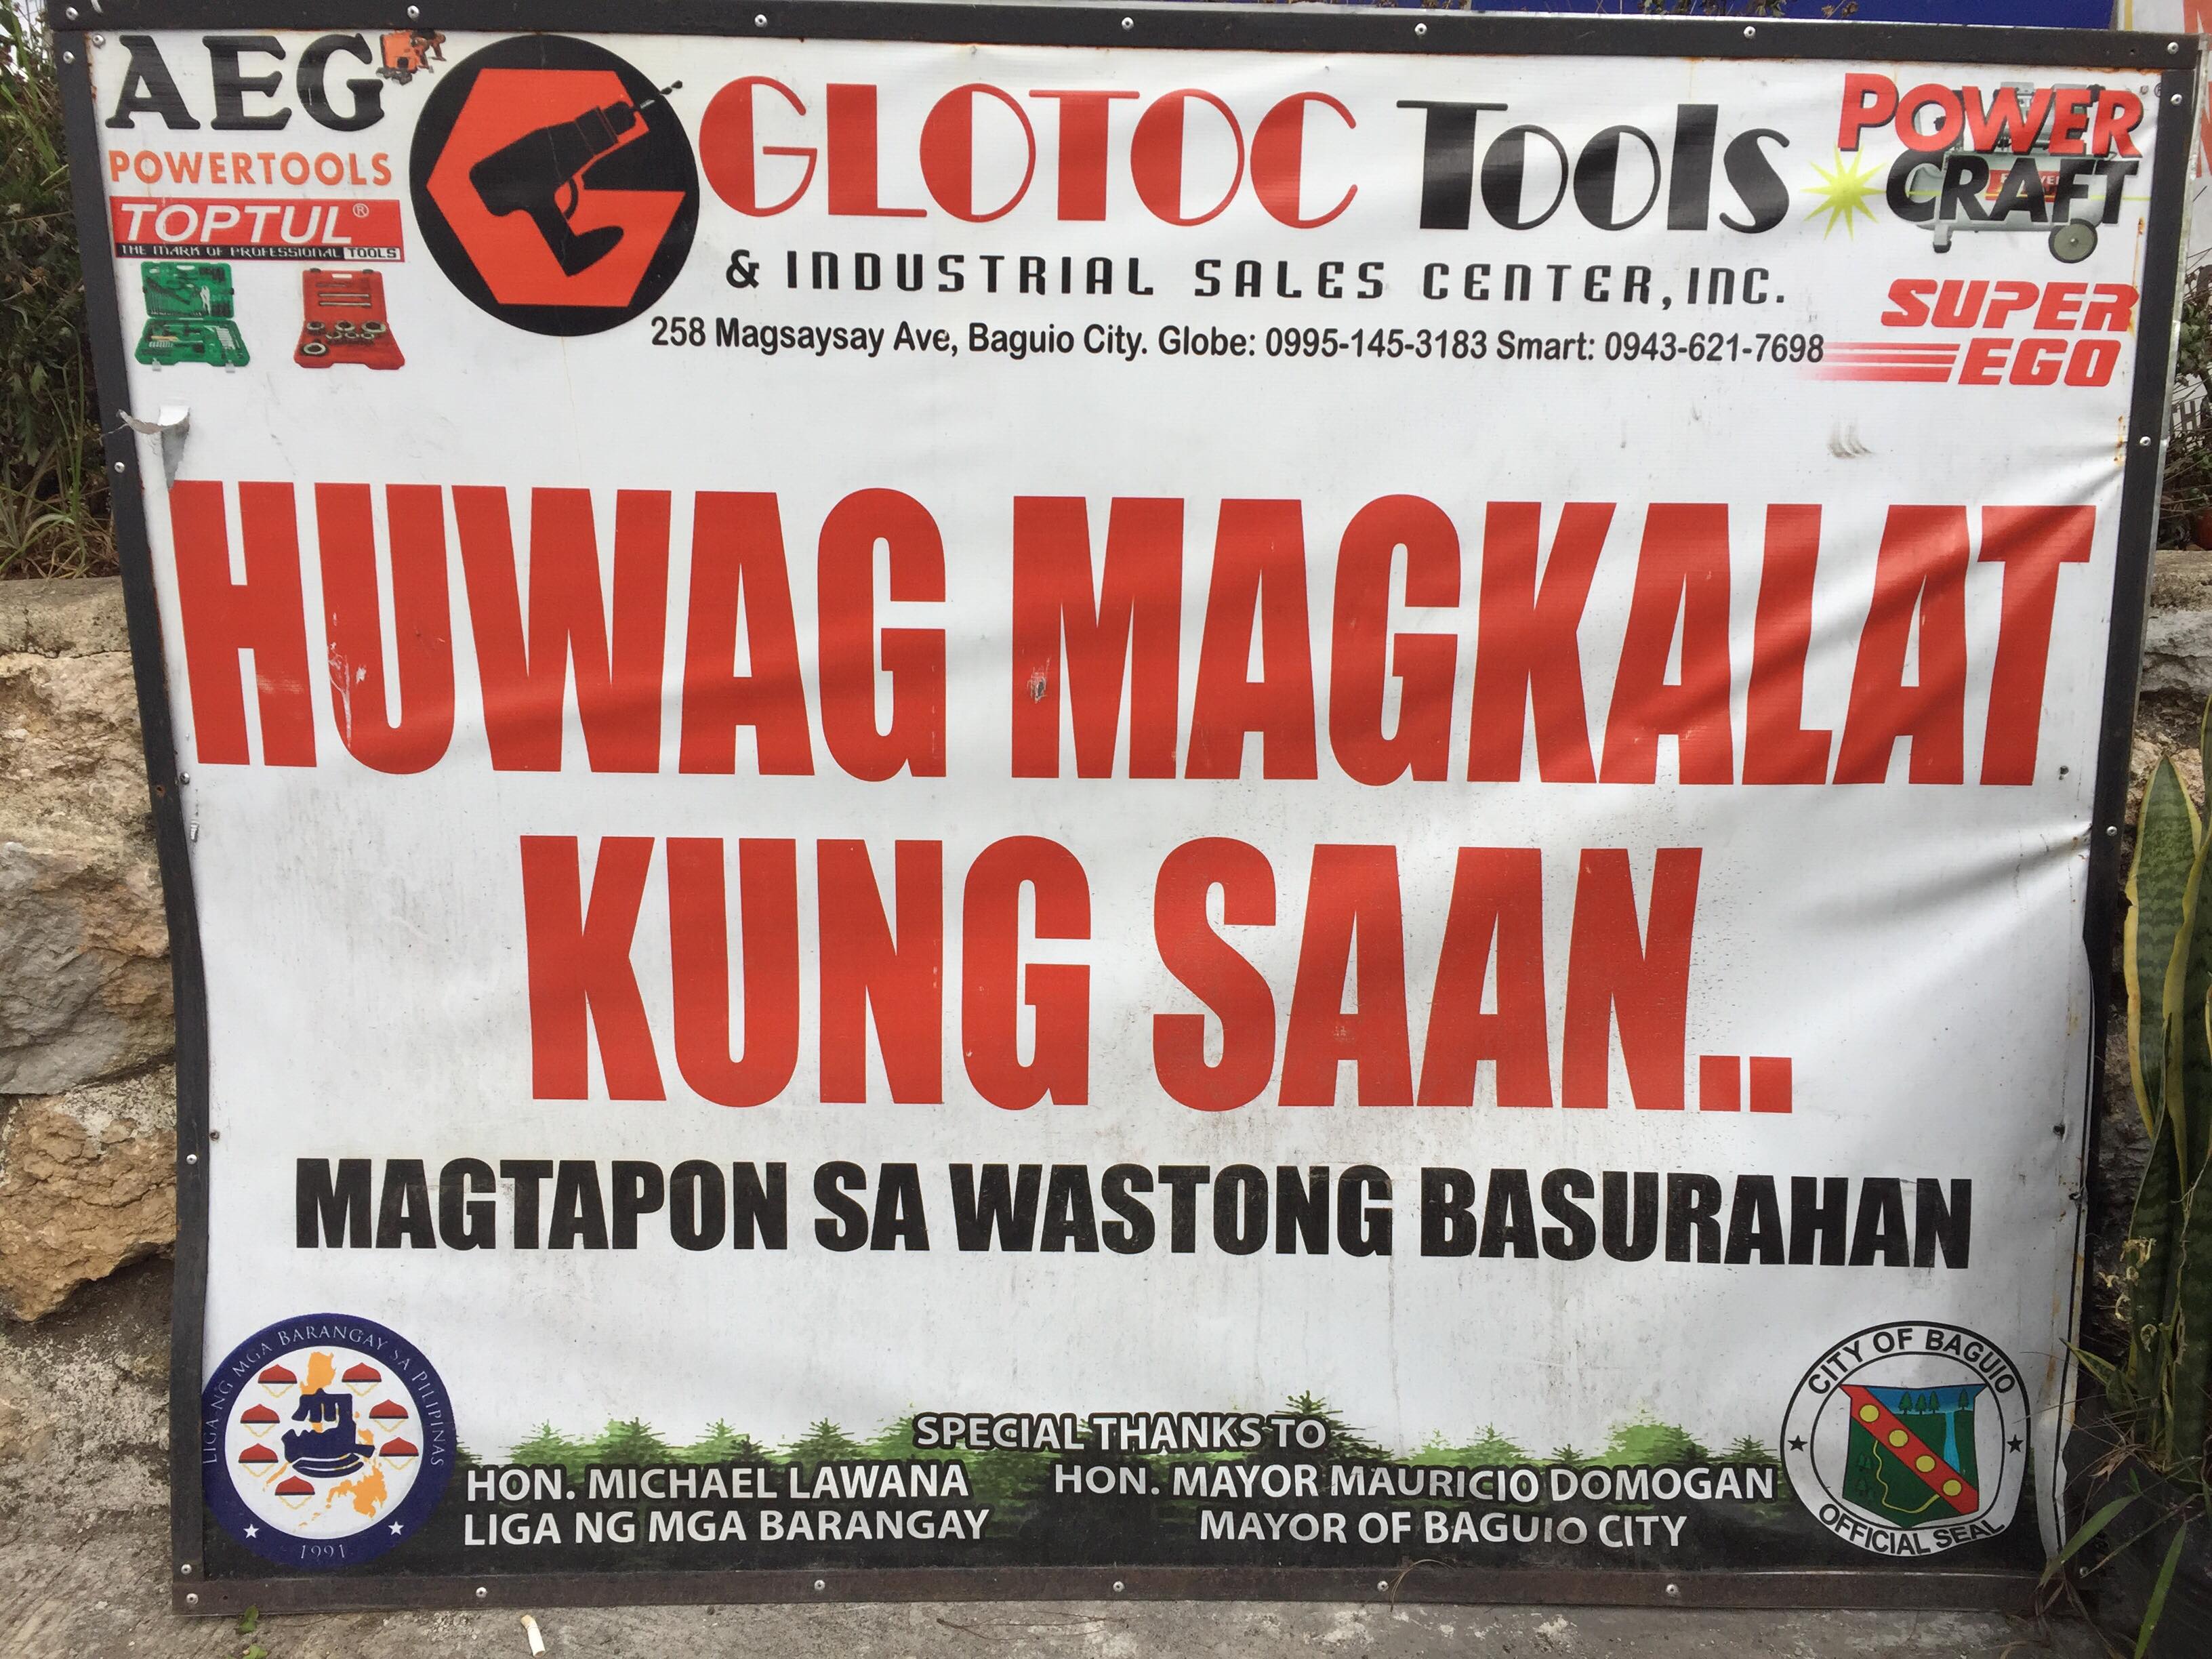 AEG
POWERTOOLS
TOPTUL®
THE MARK OF PROFESSIONAL TOOLS
GLOTOC Tools
& INDUSTRIAL SALES CENTER, INC.
258 Magsaysay Ave, Baguio City. Globe: 0995-145-3183 Smart: 0943-621-7698
POWER
CRAFT
SUPER
EGO
HUWAG MAGKALAT
KUNG SAAN..
MAGTAPON SA WASTONG BASURAHAN
LIGA NG MGA BARANGAY SA PILIPINAS
1991
SPECIAL THANKS TO
HON. MICHAEL LAWANA
LIGA NG MGA BARANGAY
HON. MAYOR MAURICIO DOMOGAN
MAYOR OF BAGUIO CITY
CITY OF BAGUIO
OFFICIAL SEAL